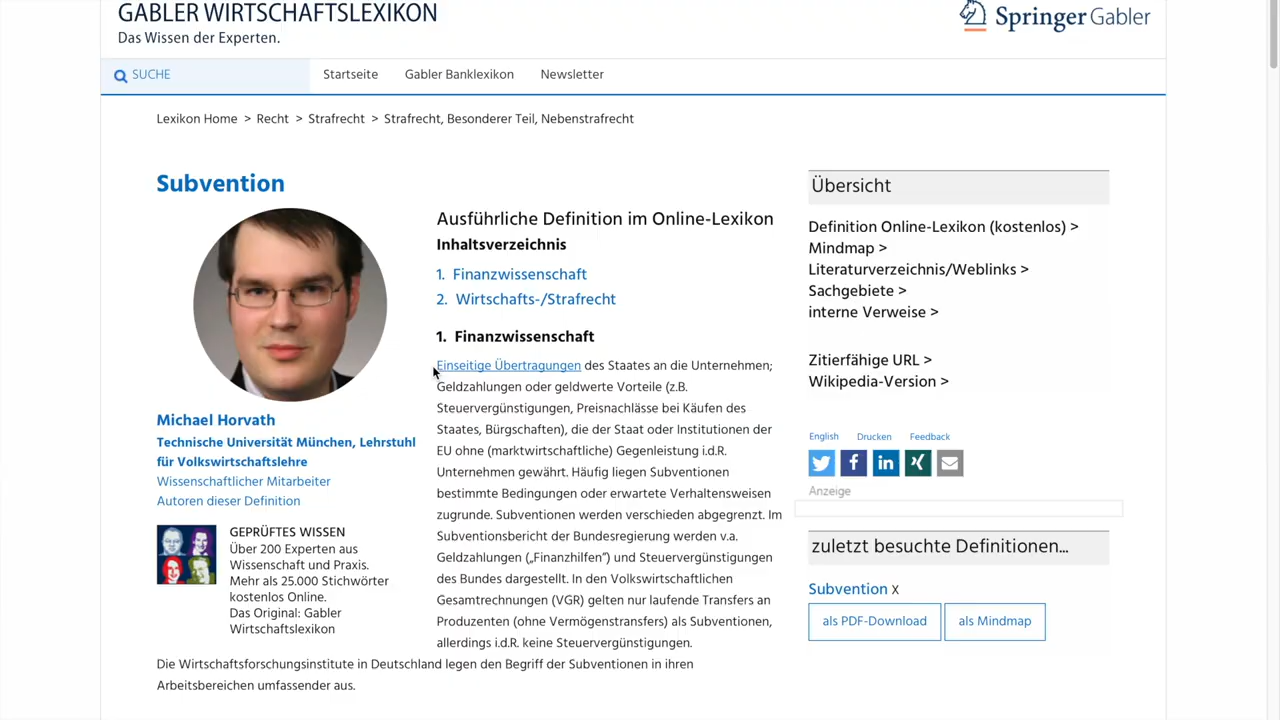 GABLER WIRTSCHAFTSLEXIKON
Das Wissen der Experten.
Springer Gabler
SUCHE
Startseite
Gabler Banklexikon
Newsletter
Lexikon Home > Recht > Strafrecht > Strafrecht, Besonderer Teil, Nebenstrafrecht
Subvention
Michael Horvath
Technische Universität München, Lehrstuhl
für Volkswirtschaftslehre
Wissenschaftlicher Mitarbeiter
Autoren dieser Definition
GEPRÜFTES WISSEN
Über 200 Experten aus
Wissenschaft und Praxis.
Mehr als 25.000 Stichwörter
kostenlos Online.
Das Original: Gabler
Wirtschaftslexikon
Ausführliche Definition im Online-Lexikon
Inhaltsverzeichnis
1. Finanzwissenschaft
2. Wirtschafts-/Strafrecht
1. Finanzwissenschaft
Einseitige Übertragungen des Staates an die Unternehmen;
Geldzahlungen oder geldwerte Vorteile (z.B.
Steuervergünstigungen, Preisnachlässe bei Käufen des
Staates, Bürgschaften), die der Staat oder Institutionen der
EU ohne (marktwirtschaftliche) Gegenleistung i.d.R.
Unternehmen gewährt. Häufig liegen Subventionen
bestimmte Bedingungen oder erwartete Verhaltensweisen
zugrunde. Subventionen werden verschieden abgegrenzt. Im
Subventionsbericht der Bundesregierung werden v.a.
Geldzahlungen („Finanzhilfen“) und Steuervergünstigungen
des Bundes dargestellt. In den Volkswirtschaftlichen
Gesamtrechnungen (VGR) gelten nur laufende Transfers an
Produzenten (ohne Vermögenstransfers) als Subventionen,
allerdings i.d.R. keine Steuervergünstigungen.
Die Wirtschaftsforschungsinstitute in Deutschland legen den Begriff der Subventionen in ihren
Arbeitsbereichen umfassender aus.
Übersicht
Definition Online-Lexikon (kostenlos) >
Mindmap >
Literaturverzeichnis/Weblinks >
Sachgebiete >
interne Verweise >
Zitierfähige URL >
Wikipedia-Version >
English
Drucken
Feedback
Anzeige
zuletzt besuchte Definitionen...
Subvention X
als PDF-Download
als Mindmap